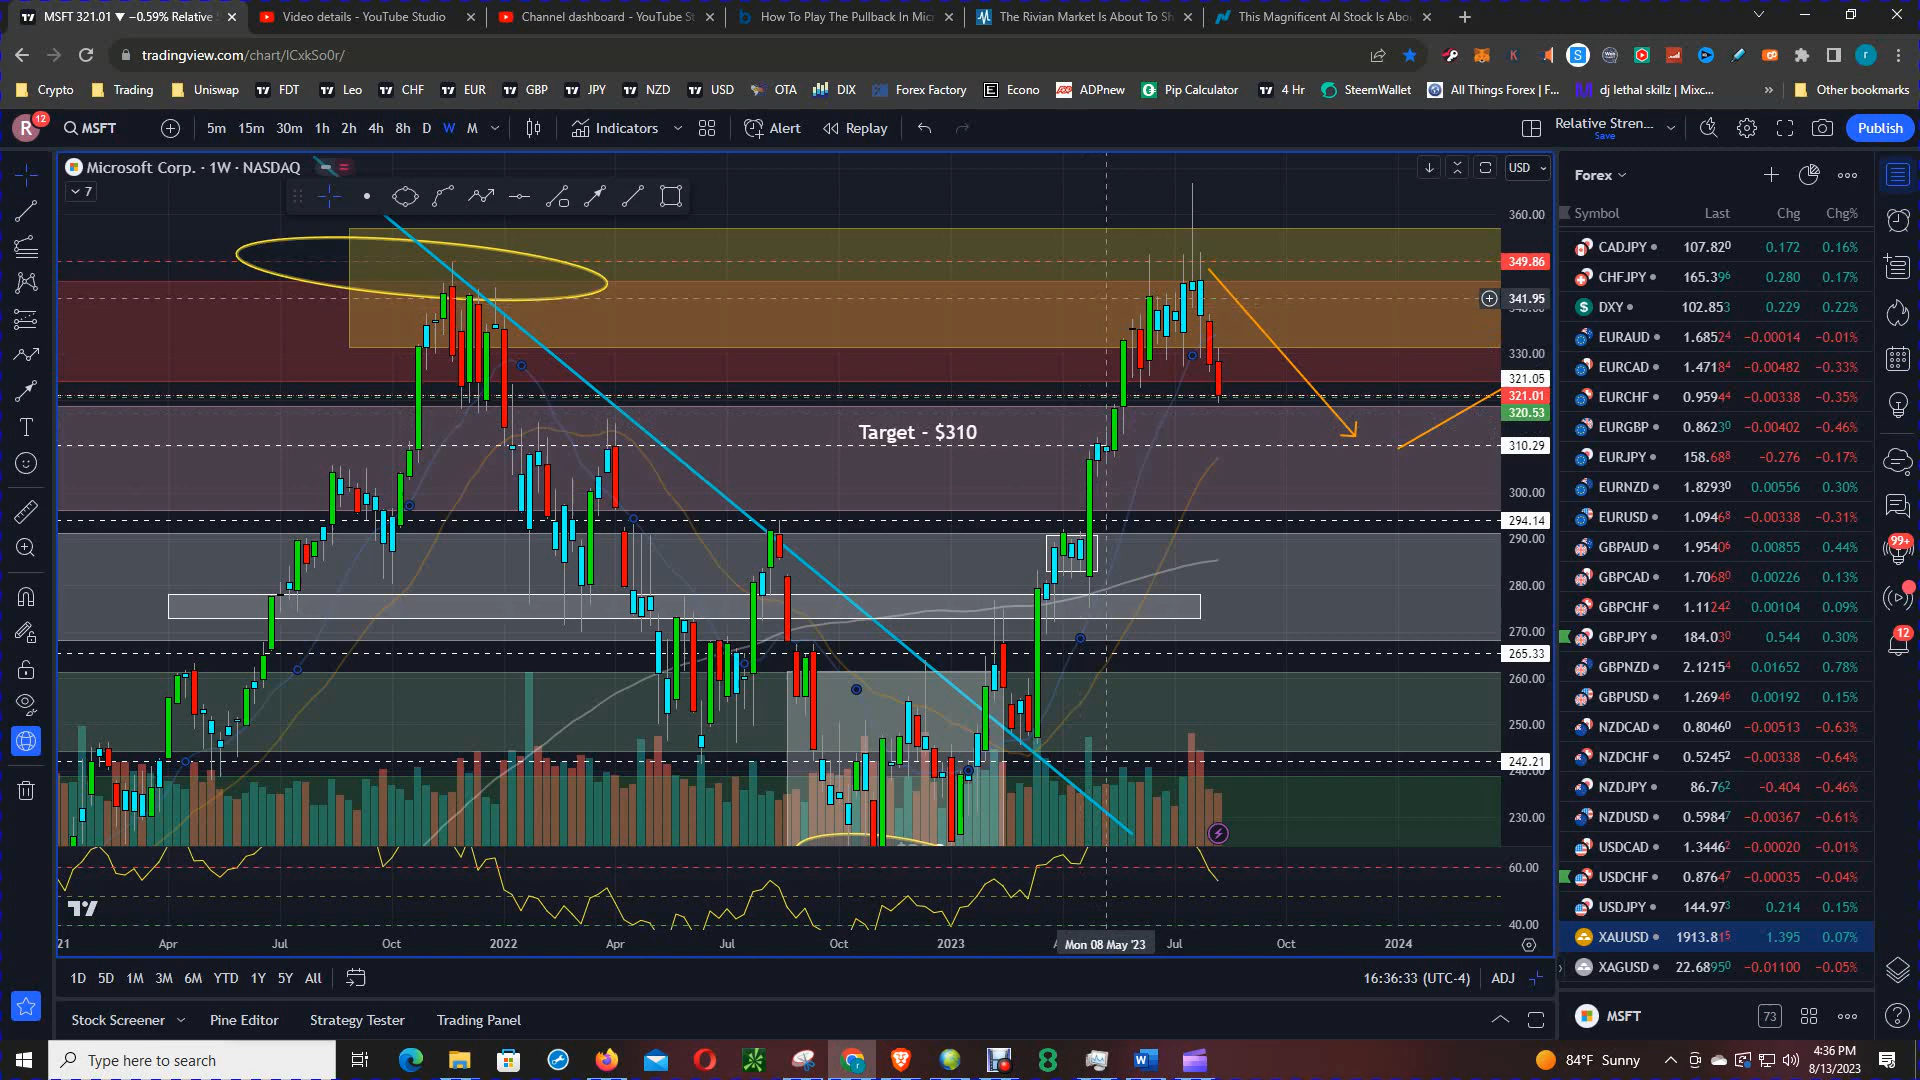 MSFT 321.01 ▼ −0.59% Relative
Video details - YouTube Studio
Channel dashboard - YouTube St
How To Play The Pullback In Mic
The Rivian Market Is About To Sh
This Magnificent AI Stock Is Abo
tradingview.com/chart/lCxkSo0r/
Crypto Trading Uniswap FDT Leo CHF EUR GBP JPY NZD USD OTA DIX Forex Factory Econo ADPnew Pip Calculator 4 Hr SteemWallet All Things Forex | F... dj lethal skillz | Mixc... » Other bookmarks
R 12 MSFT 5m 15m 30m 1h 2h 4h 8h D W M Indicators Alert Replay Relative Stren... Save Publish
Microsoft Corp. · 1W · NASDAQ
USD
7
360.00
349.86
341.95
330.00
321.05
321.01
320.53
Target - $310
310.29
300.00
294.14
290.00
280.00
270.00
265.33
260.00
250.00
242.21
240.00
230.00
60.00
40.00
21 Apr Jul Oct 2022 Apr Jul Oct 2023 Mon 08 May '23 Jul Oct 2024
1D 5D 1M 3M 6M YTD 1Y 5Y All 16:36:33 (UTC-4) ADJ
Stock Screener Pine Editor Strategy Tester Trading Panel
Forex
Symbol Last Chg Chg%
CADJPY 107.820 0.172 0.16%
CHFJPY 165.396 0.280 0.17%
DXY 102.853 0.229 0.22%
EURAUD 1.68524 −0.00014 −0.01%
EURCAD 1.47184 −0.00482 −0.33%
EURCHF 0.95944 −0.00338 −0.35%
EURGBP 0.86230 −0.00402 −0.46%
EURJPY 158.688 −0.276 −0.17%
EURNZD 1.82930 0.00556 0.30%
EURUSD 1.09468 −0.00338 −0.31%
GBPAUD 1.95406 0.00855 0.44%
GBPCAD 1.70680 0.00226 0.13%
GBPCHF 1.11242 0.00104 0.09%
GBPJPY 184.030 0.544 0.30%
GBPNZD 2.12154 0.01652 0.78%
GBPUSD 1.26946 0.00192 0.15%
NZDCAD 0.80460 −0.00513 −0.63%
NZDCHF 0.52452 −0.00338 −0.64%
NZDJPY 86.762 −0.404 −0.46%
NZDUSD 0.59847 −0.00367 −0.61%
USDCAD 1.34462 −0.00020 −0.01%
USDCHF 0.87647 −0.00035 −0.04%
USDJPY 144.973 0.214 0.15%
XAUUSD 1913.815 1.395 0.07%
XAGUSD 22.68950 −0.01100 −0.05%
MSFT 73
99+
12
Type here to search
84°F Sunny
4:36 PM
8/13/2023